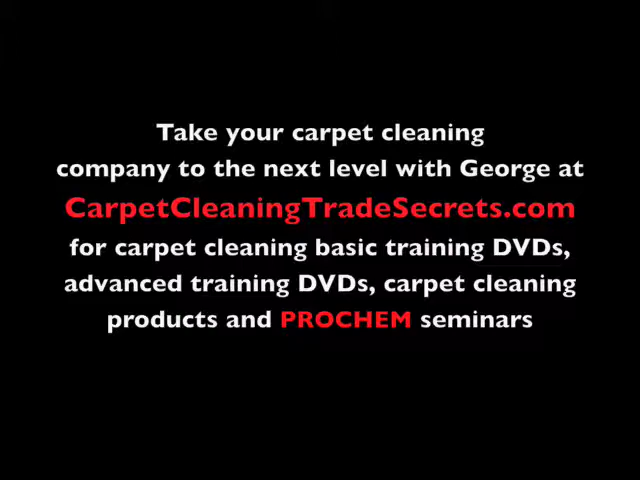 Take your carpet cleaning
company to the next level with George at
CarpetCleaningTradeSecrets.com
for carpet cleaning basic training DVDs,
advanced training DVDs, carpet cleaning
products and PROCHEM seminars